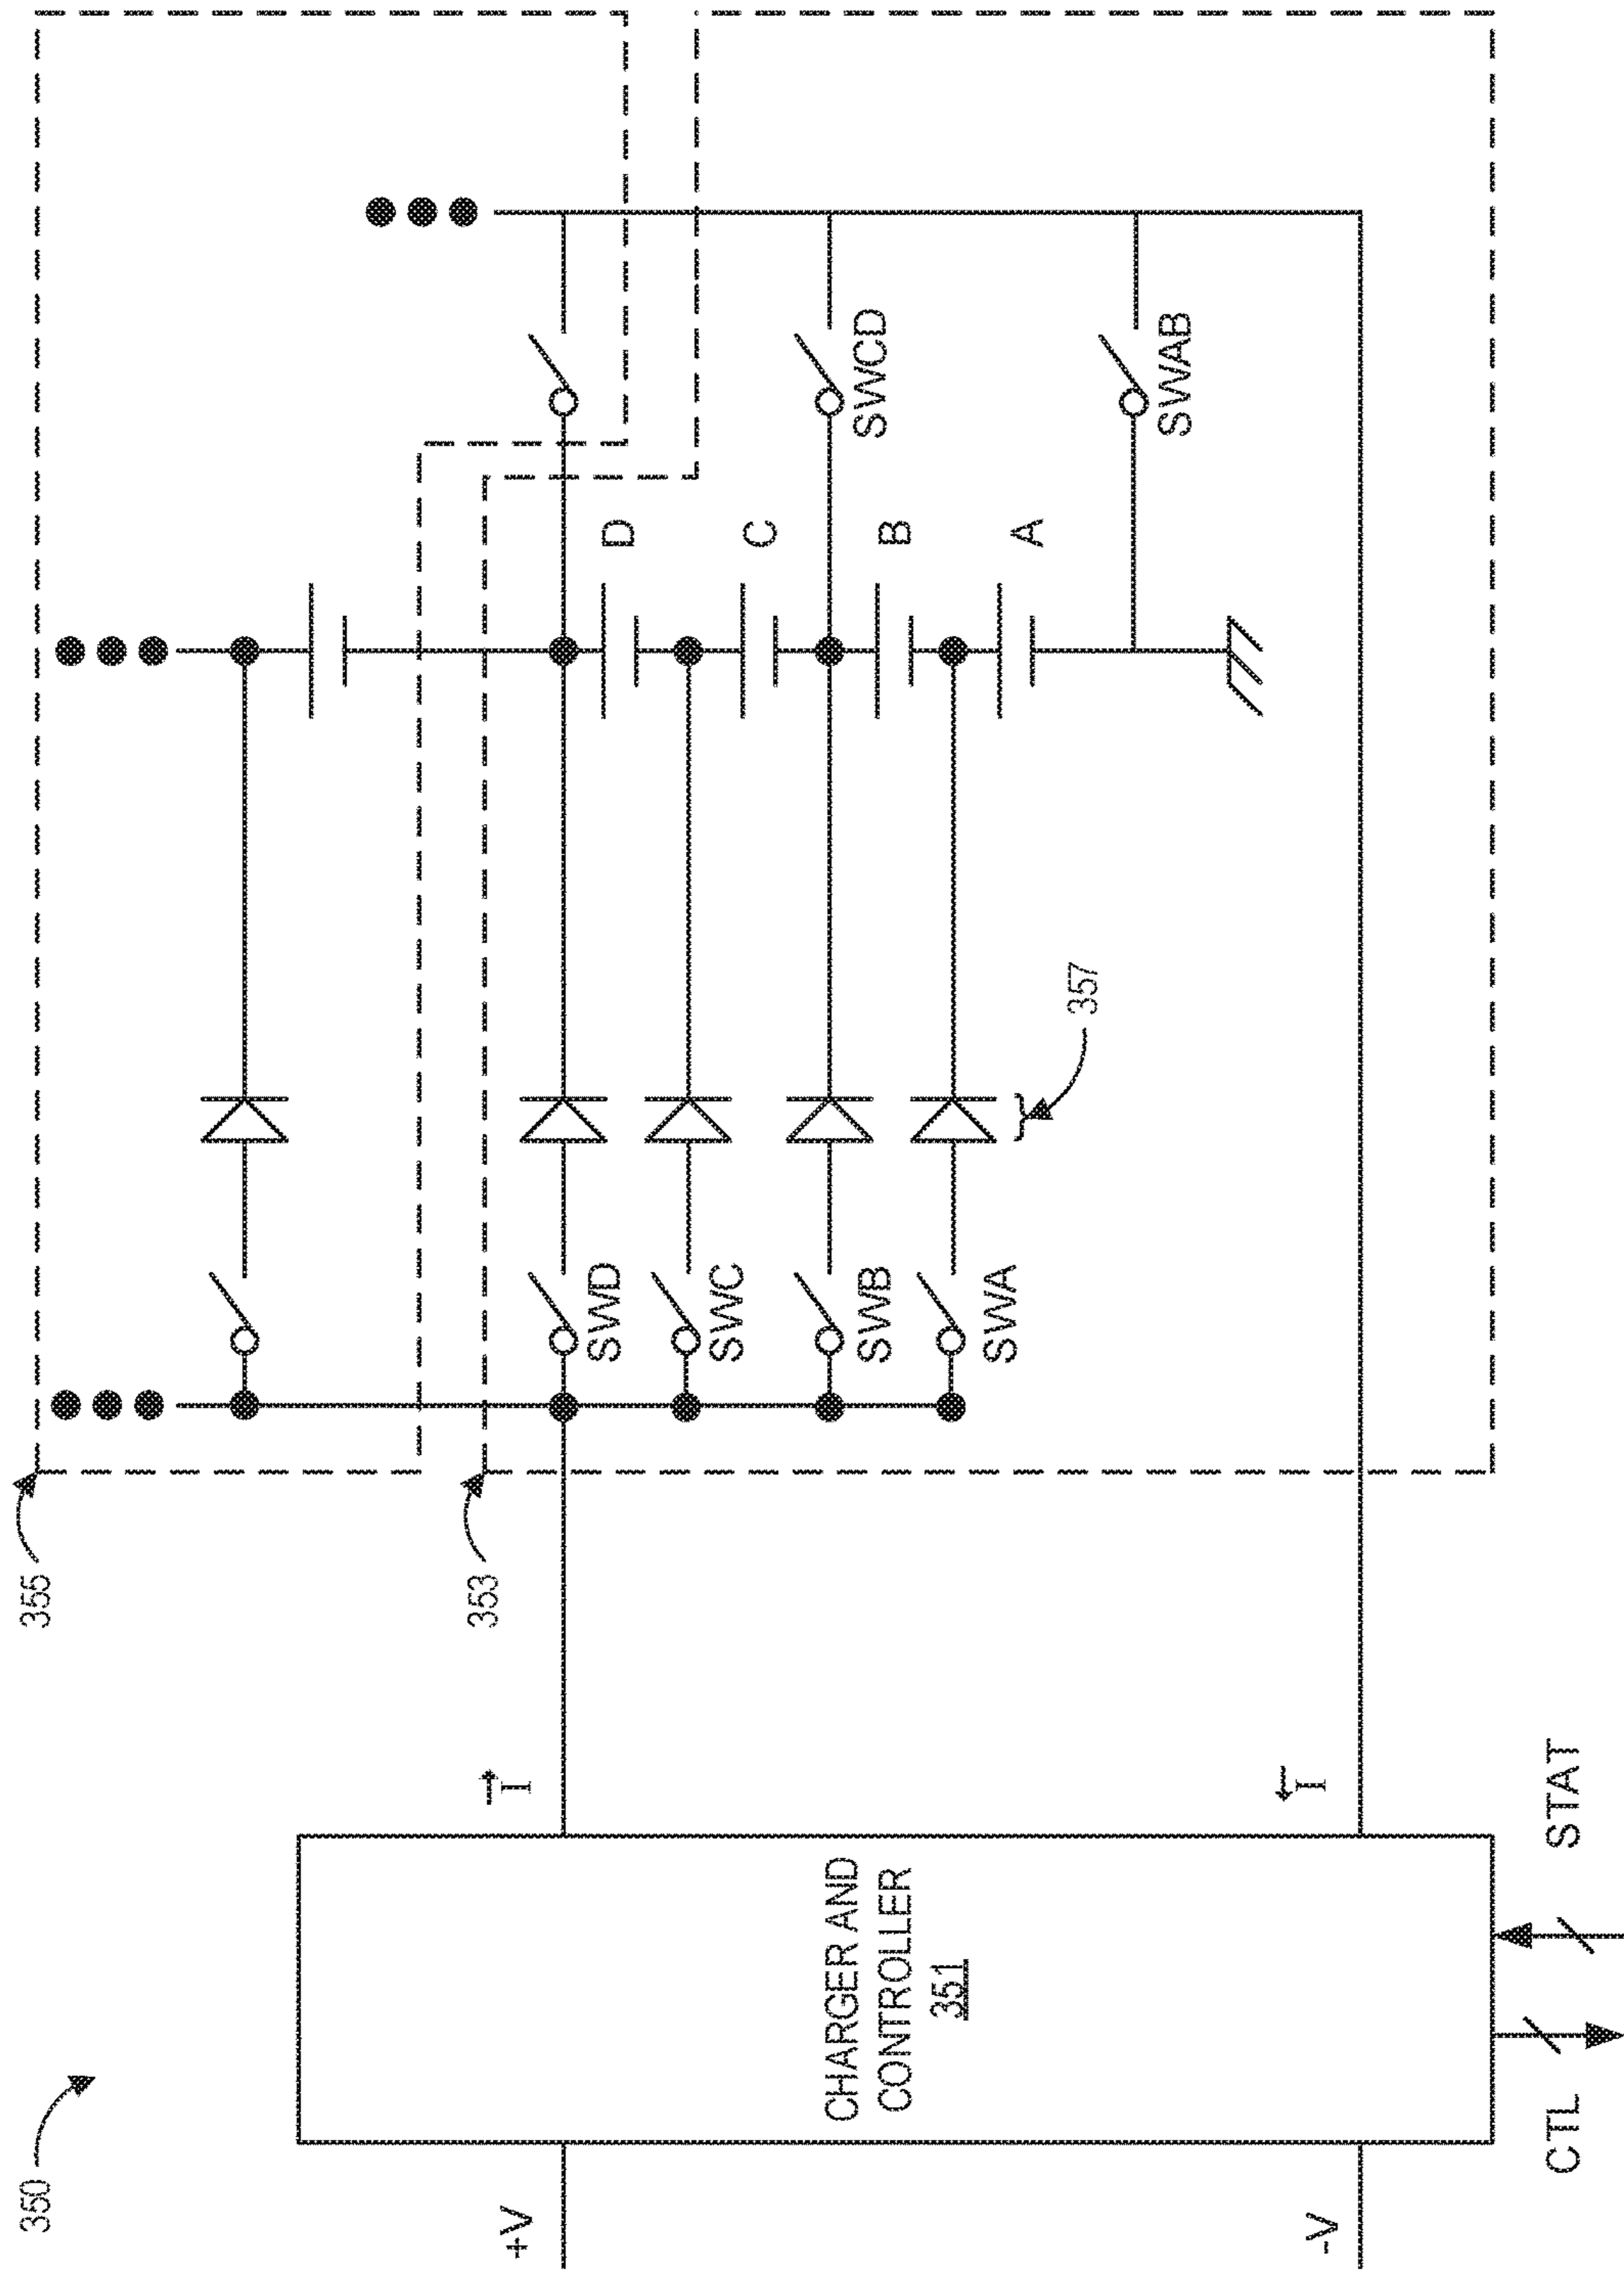 350
355
353
+V
-V
I
I
CHARGER AND
CONTROLLER
351
CTL
STAT
SWD
SWC
SWB
SWA
357
D
C
B
A
SWCD
SWAB